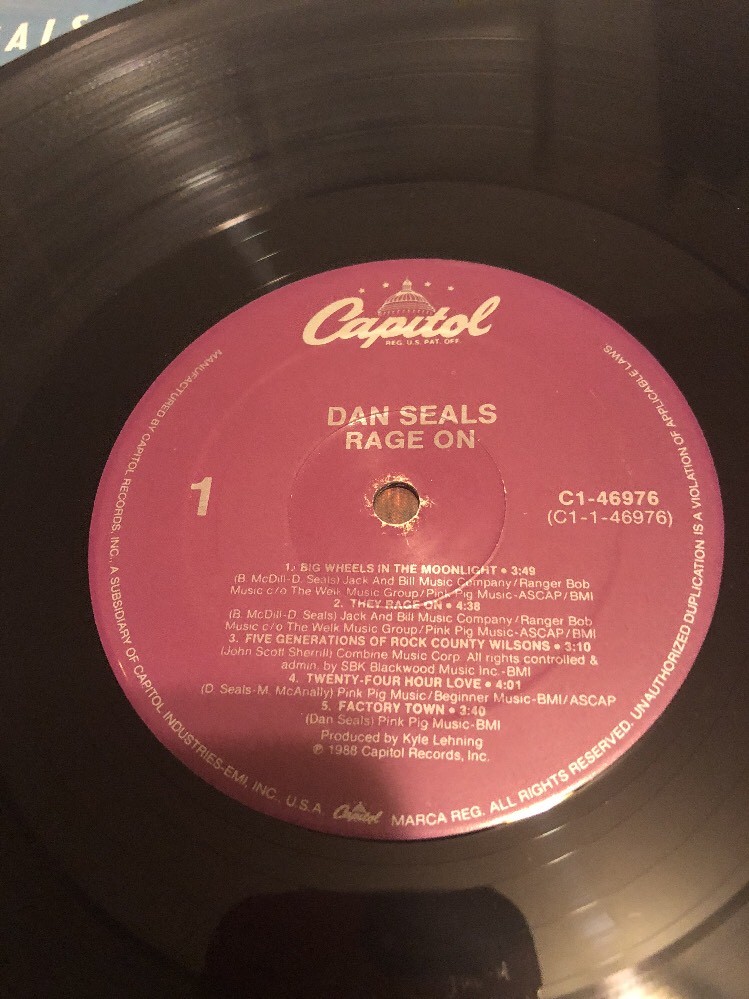 EALS
Capitol
REG. U.S. PAT. OFF.
DAN SEALS
RAGE ON
1
C1-46976
(C1-1-46976)
1. BIG WHEELS IN THE MOONLIGHT • 3:49
(B. McDill-D. Seals) Jack And Bill Music Company/Ranger Bob
Music c/o The Welk Music Group/Pink Pig Music-ASCAP/BMI
2. THEY RAGE ON • 4:38
(B. McDill-D. Seals) Jack And Bill Music Company/Ranger Bob
Music c/o The Welk Music Group/Pink Pig Music-ASCAP/BMI
3. FIVE GENERATIONS OF ROCK COUNTY WILSONS • 3:10
(John Scott Sherrill) Combine Music Corp. All rights controlled &
admin. by SBK Blackwood Music Inc.-BMI
4. TWENTY-FOUR HOUR LOVE • 4:01
(D. Seals-M. McAnally) Pink Pig Music/Beginner Music-BMI/ASCAP
5. FACTORY TOWN • 3:40
(Dan Seals) Pink Pig Music-BMI
Produced by Kyle Lehning
℗ 1988 Capitol Records, Inc.
MANUFACTURED BY CAPITOL RECORDS, INC., A SUBSIDIARY OF CAPITOL INDUSTRIES-EMI, INC., U.S.A. Capitol MARCA REG. ALL RIGHTS RESERVED. UNAUTHORIZED DUPLICATION IS A VIOLATION OF APPLICABLE LAWS.